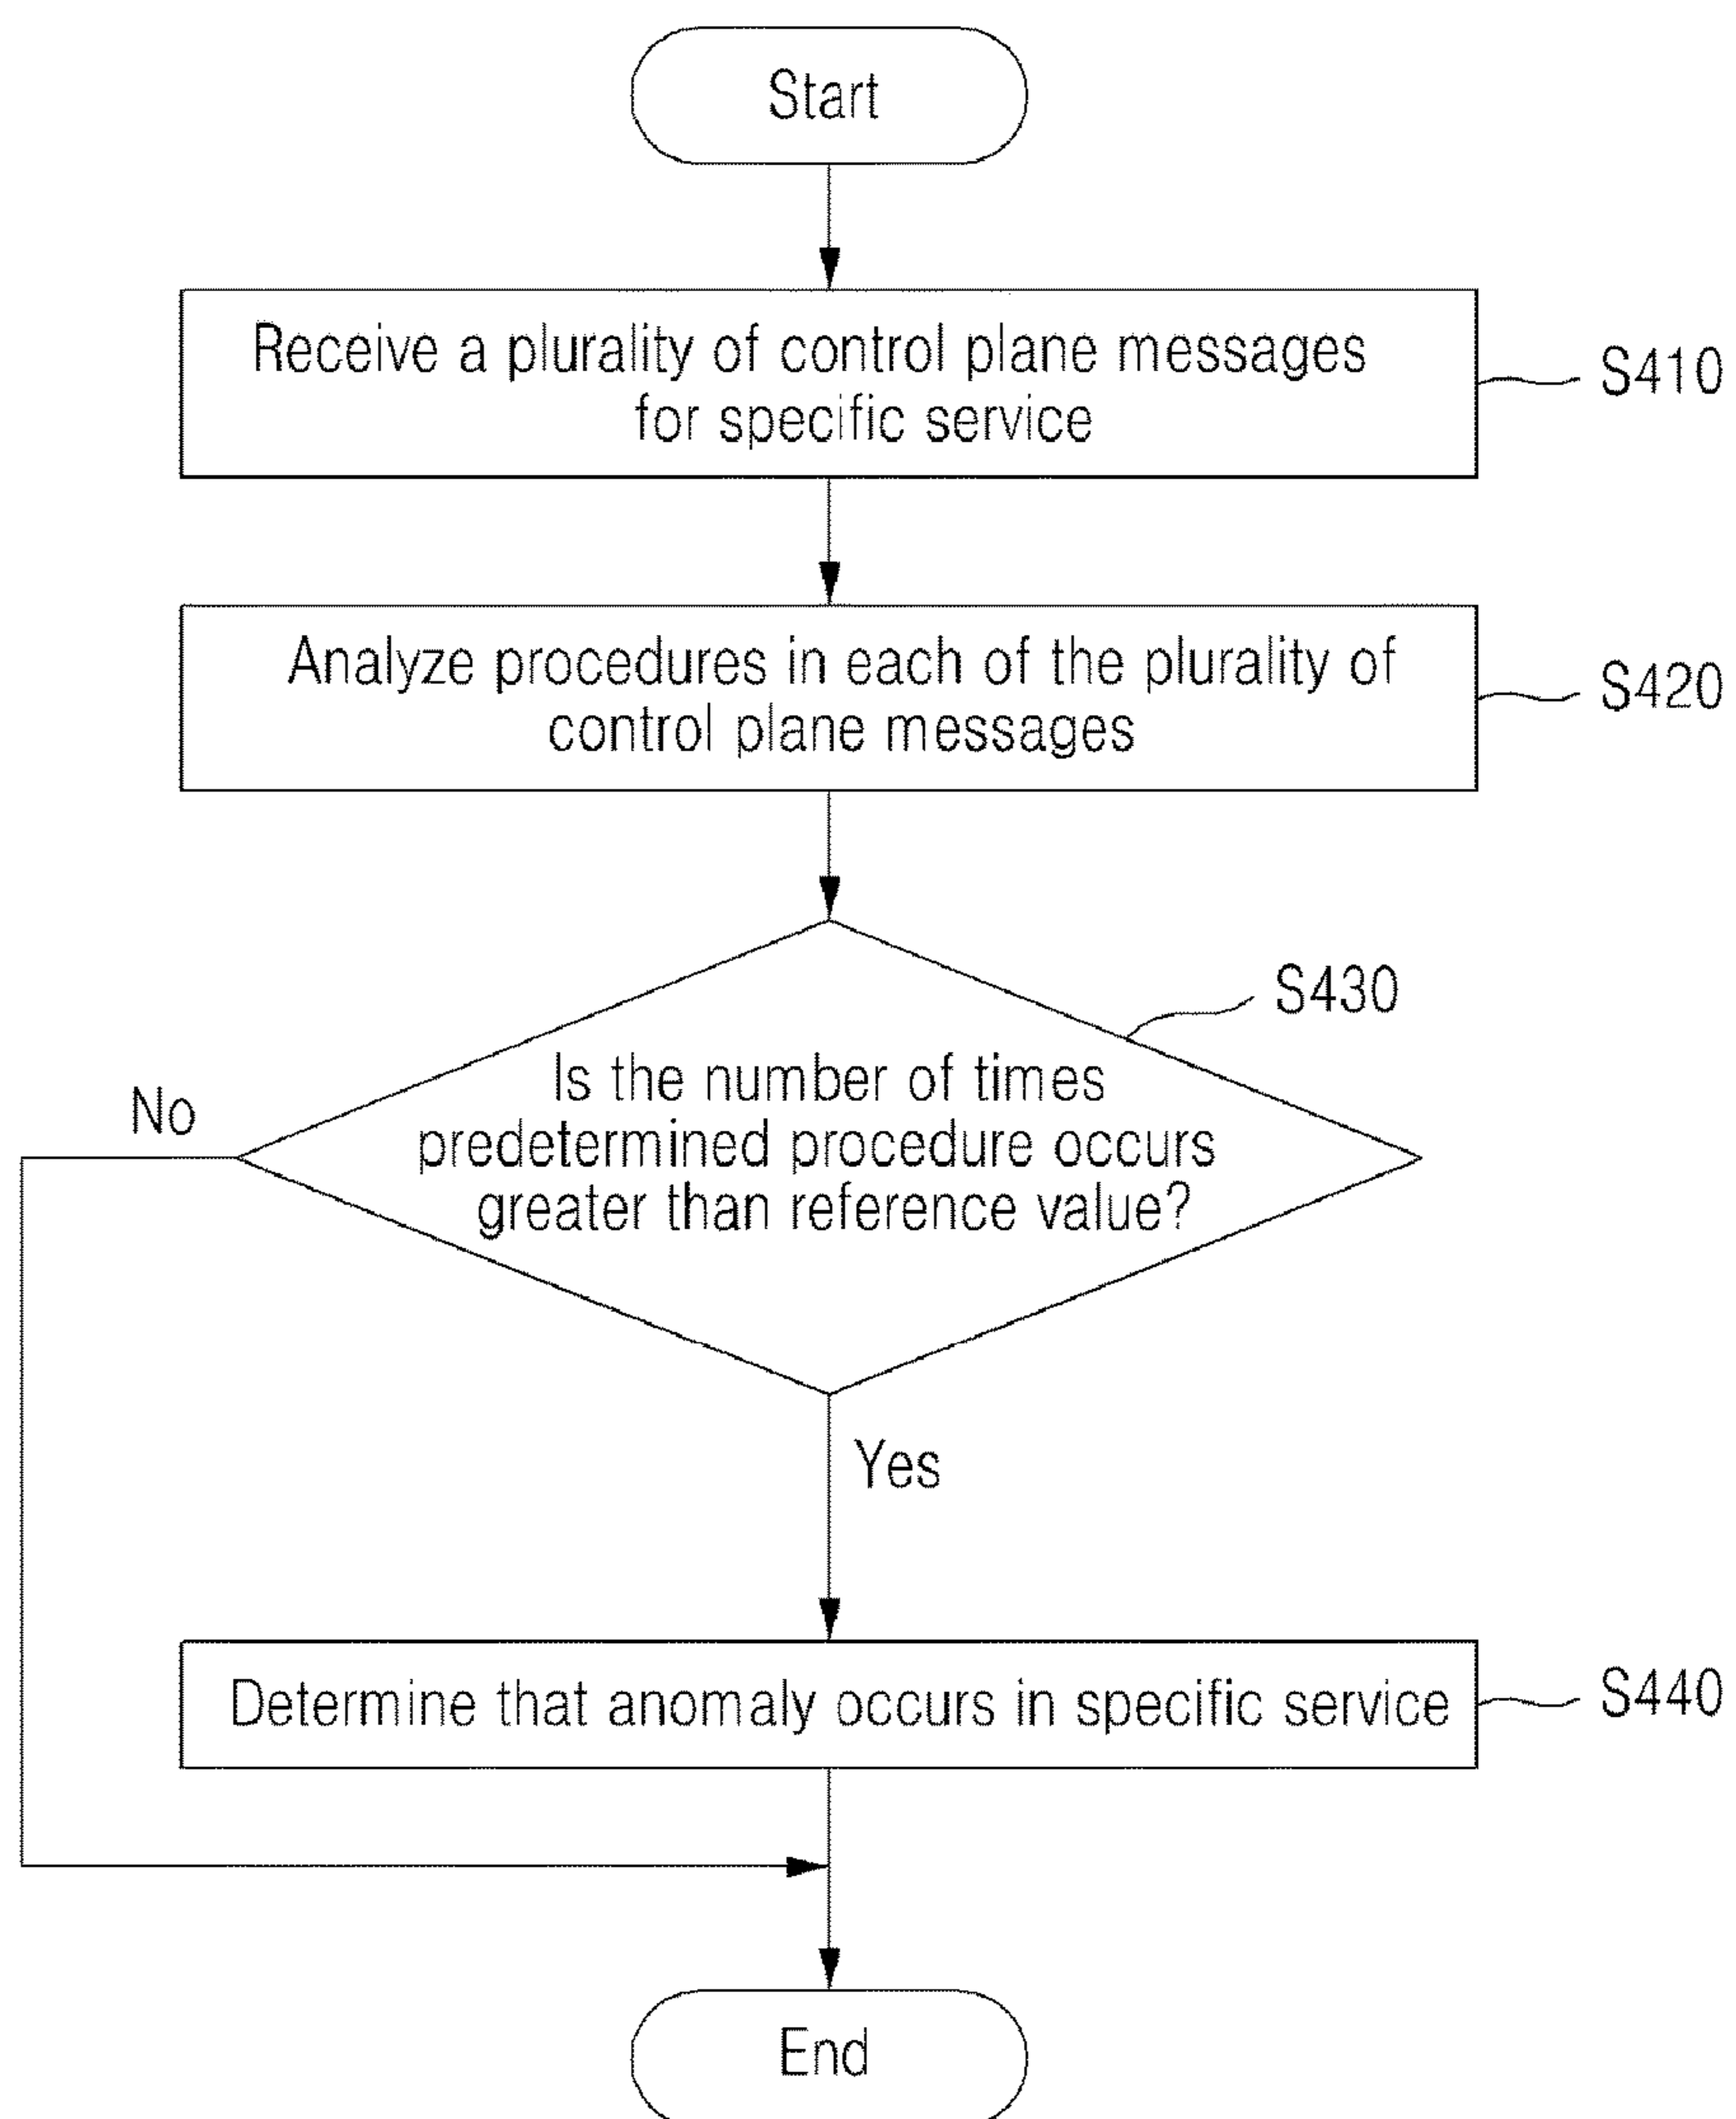 Start
Receive a plurality of control plane messages
for specific service
S410
Analyze procedures in each of the plurality of
control plane messages
S420
S430
Is the number of times
predetermined procedure occurs
greater than reference value?
No
Yes
Determine that anomaly occurs in specific service
S440
End